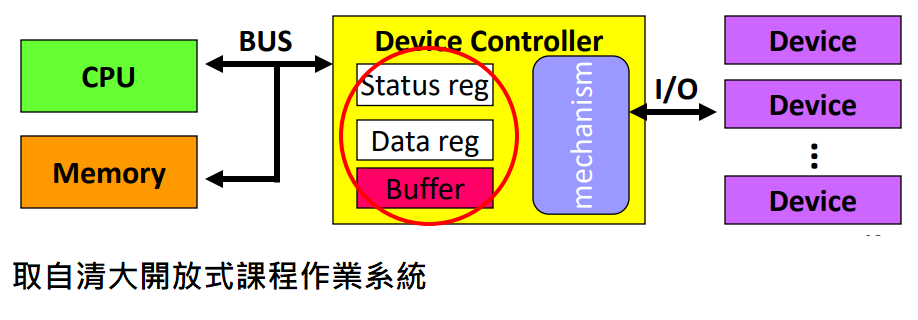 BUS
CPU
Memory
Device Controller
Status reg
Data reg
Buffer
mechanism
I/O
Device
Device
Device
取自清大開放式課程作業系統